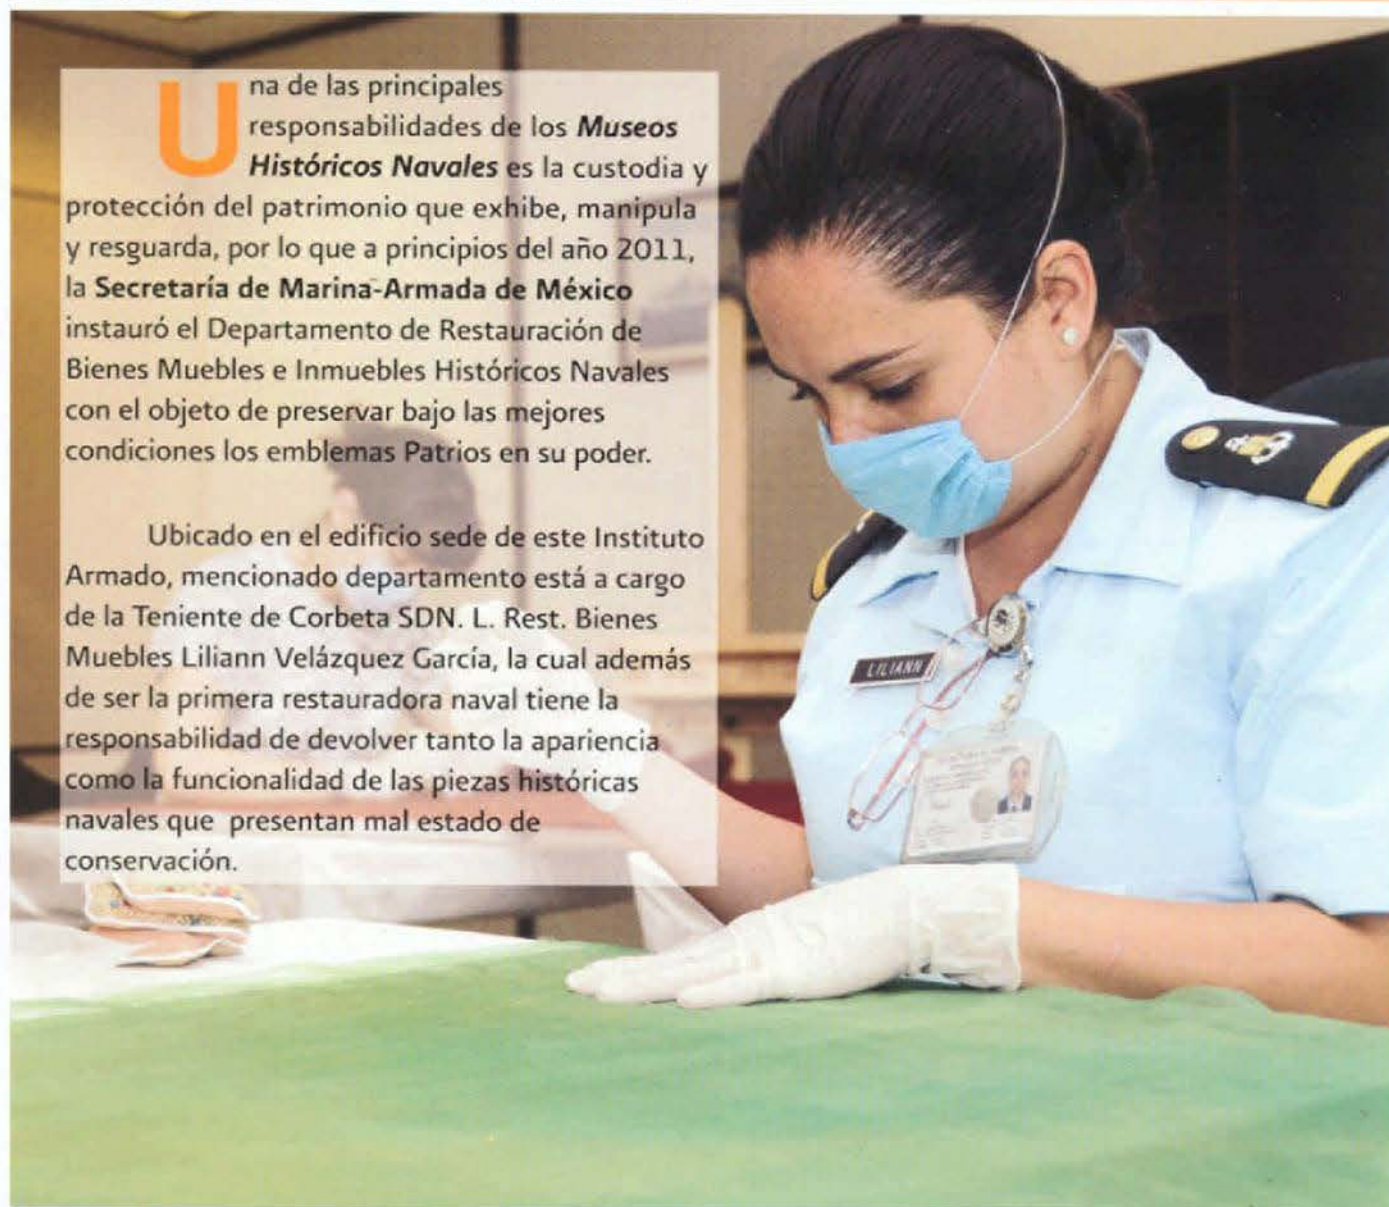 Una de las principales
responsabilidades de los Museos
Históricos Navales es la custodia y
protección del patrimonio que exhibe, manipula
y resguarda, por lo que a principios del año 2011,
la Secretaría de Marina-Armada de México
instauró el Departamento de Restauración de
Bienes Muebles e Inmuebles Históricos Navales
con el objeto de preservar bajo las mejores
condiciones los emblemas Patrios en su poder.
Ubicado en el edificio sede de este Instituto
Armado, mencionado departamento está a cargo
de la Teniente de Corbeta SDN. L. Rest. Bienes
Muebles Liliann Velázquez García, la cual además
de ser la primera restauradora naval tiene la
responsabilidad de devolver tanto la apariencia
como la funcionalidad de las piezas históricas
navales que presentan mal estado de
conservación.
LILIANN